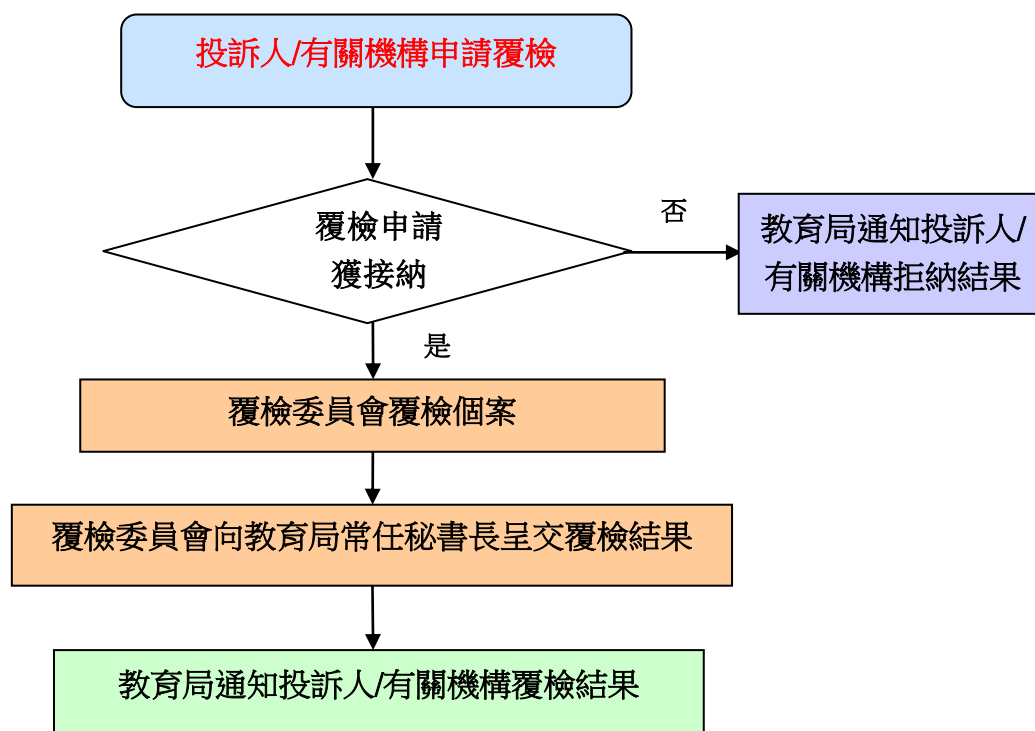 投訴人/有關機構申請覆檢
覆檢申請
獲接納
否
教育局通知投訴人/
有關機構拒納結果
是
覆檢委員會覆檢個案
覆檢委員會向教育局常任秘書長呈交覆檢結果
教育局通知投訴人/有關機構覆檢結果